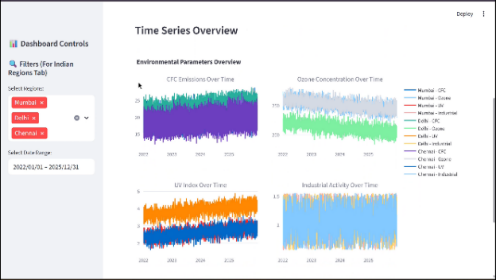 Deploy
Time Series Overview
Dashboard Controls
Filters (For Indian
Regions Tab)
Select Regions:
Mumbai ×
Delhi ×
Chennai ×
Select Date Range:
2022/01/01 – 2025/12/31
Environmental Parameters Overview
CFC Emissions Over Time
Ozone Concentration Over Time
25
20
15
2022 2023 2024 2025
2022 2023 2024 2025
Mumbai - CFC
Mumbai - Ozone
Mumbai - UV
Mumbai - Industrial
Delhi - CFC
Delhi - Ozone
Delhi - UV
Delhi - Industrial
Chennai - CFC
Chennai - Ozone
Chennai - UV
Chennai - Industrial
UV Index Over Time
Industrial Activity Over Time
2022 2023 2024 2025
2022 2023 2024 2025